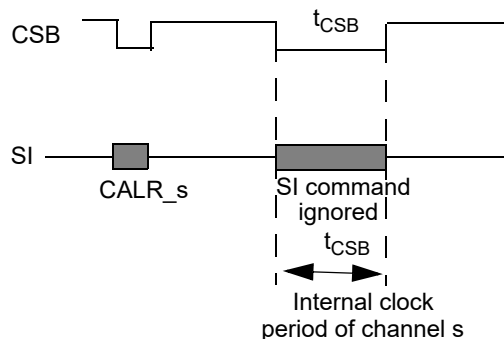 CSB
tCSB
SI
CALR_s
SI command
ignored
tCSB
Internal clock
period of channel s